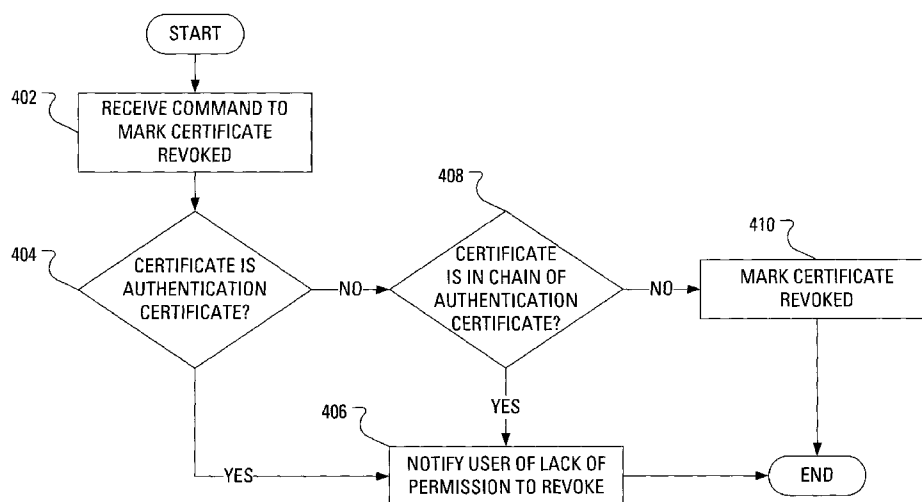 START
402
RECEIVE COMMAND TO
MARK CERTIFICATE
REVOKED
404
CERTIFICATE IS
AUTHENTICATION
CERTIFICATE?
NO
408
CERTIFICATE
IS IN CHAIN OF
AUTHENTICATION
CERTIFICATE?
NO
410
MARK CERTIFICATE
REVOKED
YES
YES
406
NOTIFY USER OF LACK OF
PERMISSION TO REVOKE
END